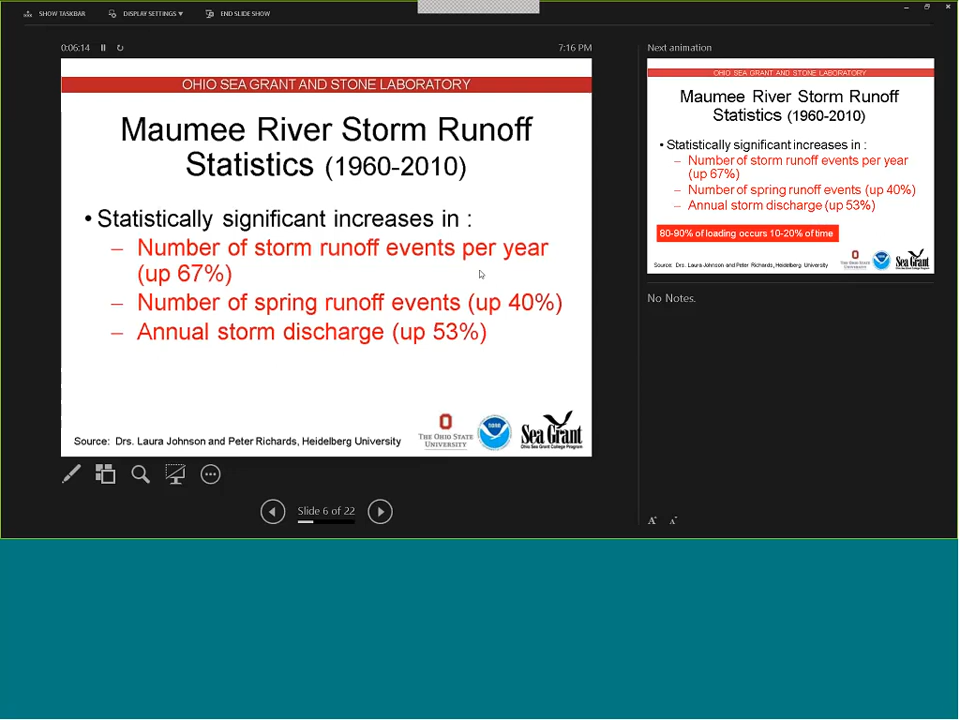 SHOW TASKBAR
DISPLAY SETTINGS
END SLIDE SHOW
0:06:14
7:16 PM
OHIO SEA GRANT AND STONE LABORATORY
Maumee River Storm Runoff
Statistics (1960-2010)
• Statistically significant increases in :
– Number of storm runoff events per year
(up 67%)
– Number of spring runoff events (up 40%)
– Annual storm discharge (up 53%)
Source: Drs. Laura Johnson and Peter Richards, Heidelberg University
THE OHIO STATE
UNIVERSITY
NOAA
Sea Grant
Ohio Sea Grant College Program
Slide 6 of 22
Next animation
OHIO SEA GRANT AND STONE LABORATORY
Maumee River Storm Runoff
Statistics (1960-2010)
• Statistically significant increases in :
– Number of storm runoff events per year
(up 67%)
– Number of spring runoff events (up 40%)
– Annual storm discharge (up 53%)
80-90% of loading occurs 10-20% of time
Source: Drs. Laura Johnson and Peter Richards, Heidelberg University
Sea Grant
No Notes.
A A